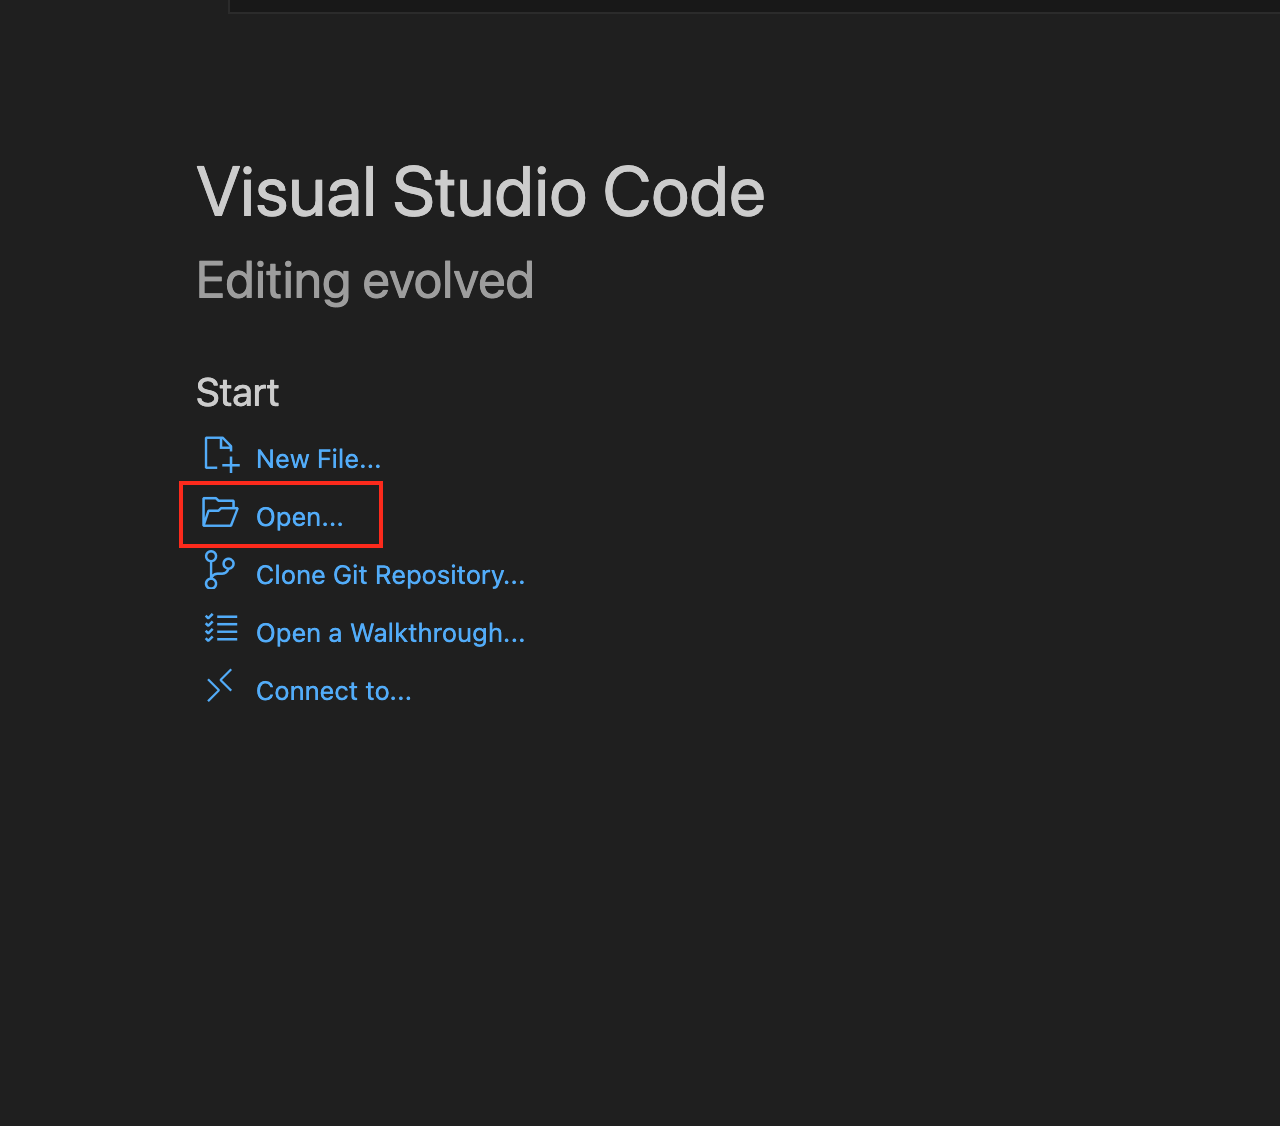 Visual Studio Code
Editing evolved
Start
New File...
Open...
Clone Git Repository...
Open a Walkthrough...
Connect to...